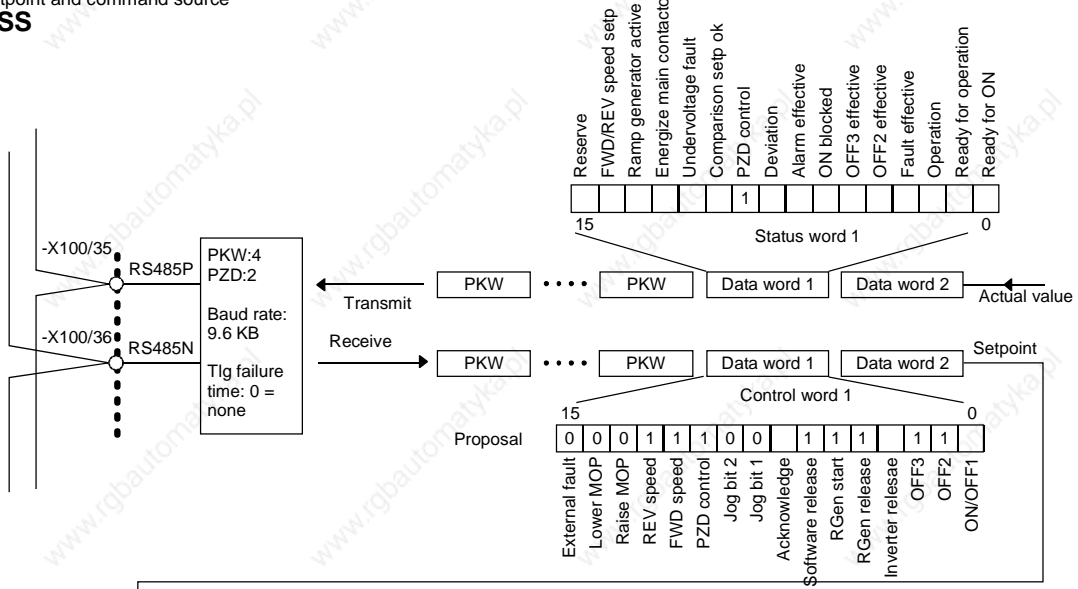 tpoint and command source
SS
Reserve
FWD/REV speed setp
Ramp generator active
Energize main contacto
Undervoltage fault
Comparison setp ok
PZD control
Deviation
Alarm effective
ON blocked
OFF3 effective
OFF2 effective
Fault effective
Operation
Ready for operation
Ready for ON
1
15
0
Status word 1
-X100/35
RS485P
-X100/36
RS485N
PKW:4
PZD:2
Baud rate:
9.6 KB
Tlg failure
time: 0 =
none
Transmit
Receive
PKW
PKW
Data word 1
Data word 2
Actual value
PKW
PKW
Data word 1
Data word 2
Setpoint
Control word 1
15
0
Proposal
0 0 0 1 1 1 0 0 1 1 1 1 1
External fault
Lower MOP
Raise MOP
REV speed
FWD speed
PZD control
Jog bit 2
Jog bit 1
Acknowledge
Software release
RGen start
RGen release
Inverter relesae
OFF3
OFF2
ON/OFF1
www.rgbautomatyka.pl